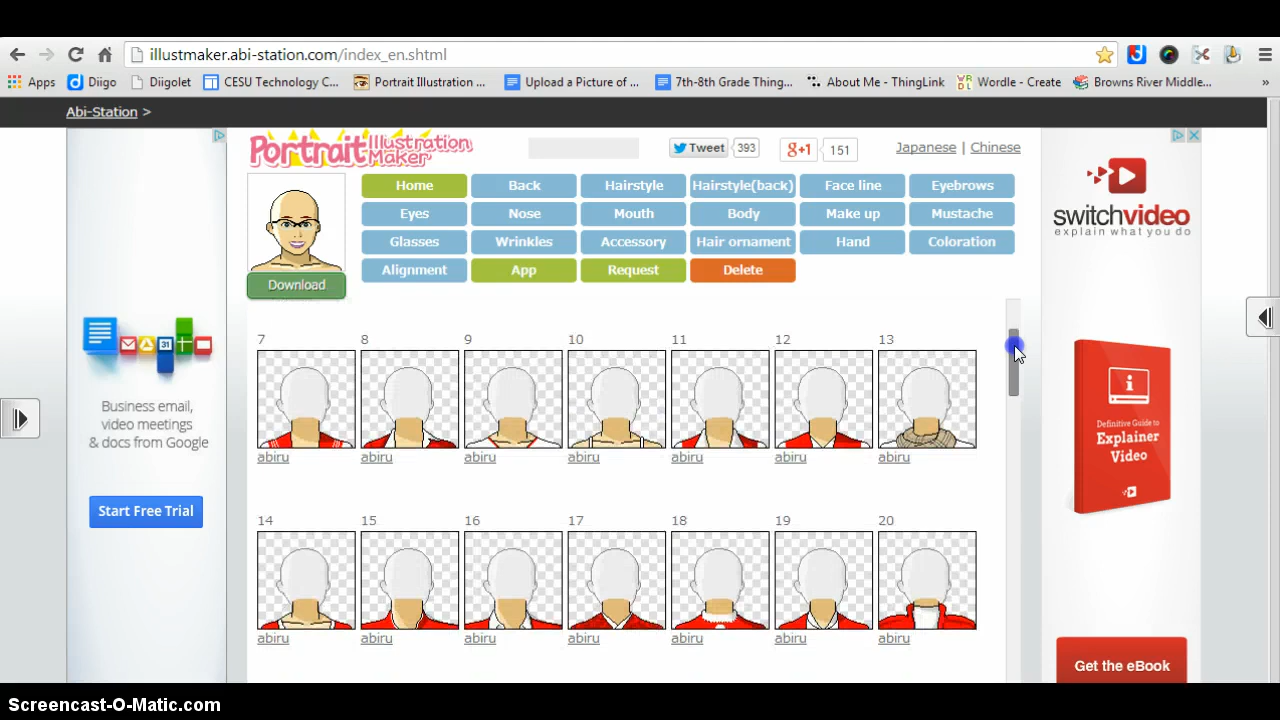 illustmaker.abi-station.com/index_en.shtml
Apps Diigo Diigolet CESU Technology C... Portrait Illustration ... Upload a Picture of ... 7th-8th Grade Thing... About Me - ThingLink Wordle - Create Browns River Middle... »
Abi-Station >
Portrait Illustration Maker
Tweet 393 g+1 151 Japanese | Chinese
Home Back Hairstyle Hairstyle(back) Face line Eyebrows
Eyes Nose Mouth Body Make up Mustache
Glasses Wrinkles Accessory Hair ornament Hand Coloration
Alignment App Request Delete
Download
7 8 9 10 11 12 13
abiru abiru abiru abiru abiru abiru abiru
14 15 16 17 18 19 20
abiru abiru abiru abiru abiru abiru abiru
31
Business email,
video meetings
& docs from Google
Start Free Trial
switchvideo
explain what you do
Definitive Guide to
Explainer
Video
Get the eBook
Screencast-O-Matic.com